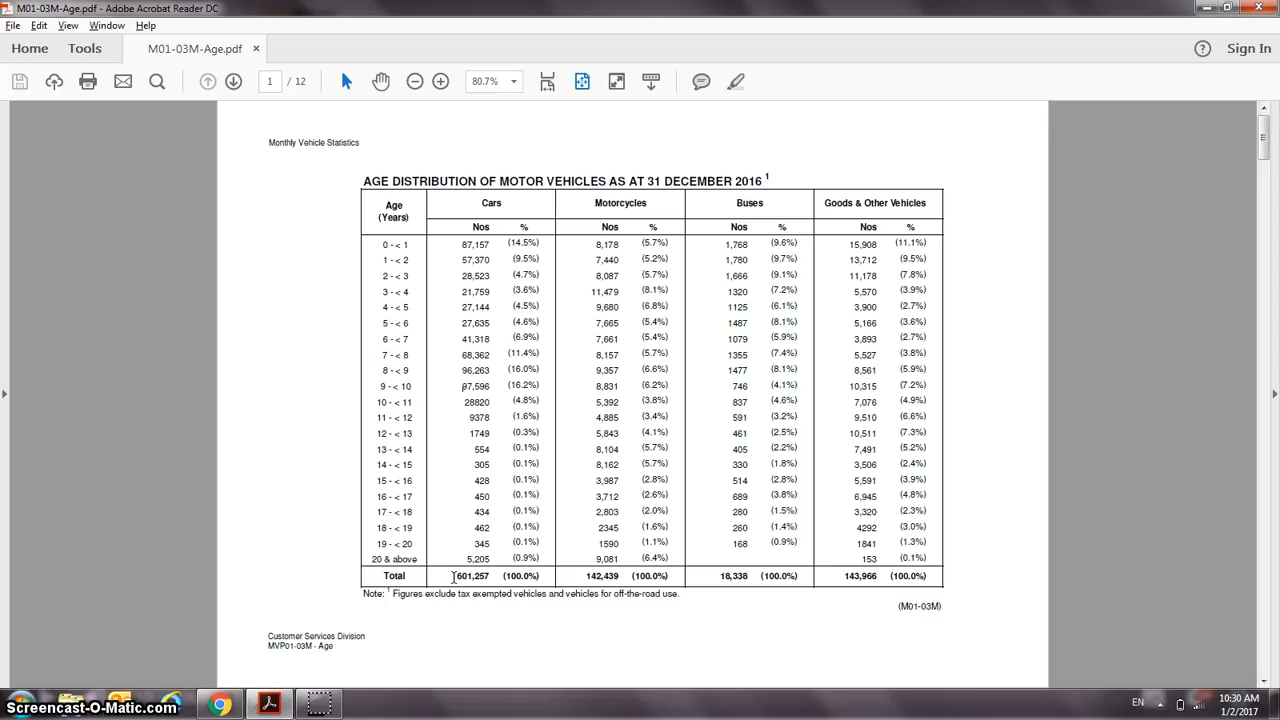 M01-03M-Age.pdf - Adobe Acrobat Reader DC
File Edit View Window Help
Home Tools M01-03M-Age.pdf × ? Sign In
1 / 12 80.7%
Monthly Vehicle Statistics
AGE DISTRIBUTION OF MOTOR VEHICLES AS AT 31 DECEMBER 2016 1
Age (Years) Cars Motorcycles Buses Goods & Other Vehicles
Nos % Nos % Nos % Nos %
0 - < 1 87,157 (14.5%) 8,178 (5.7%) 1,768 (9.6%) 15,908 (11.1%)
1 - < 2 57,370 (9.5%) 7,440 (5.2%) 1,780 (9.7%) 13,712 (9.5%)
2 - < 3 28,523 (4.7%) 8,087 (5.7%) 1,666 (9.1%) 11,178 (7.8%)
3 - < 4 21,759 (3.6%) 11,479 (8.1%) 1320 (7.2%) 5,570 (3.9%)
4 - < 5 27,144 (4.5%) 9,680 (6.8%) 1125 (6.1%) 3,900 (2.7%)
5 - < 6 27,635 (4.6%) 7,665 (5.4%) 1487 (8.1%) 5,166 (3.6%)
6 - < 7 41,318 (6.9%) 7,661 (5.4%) 1079 (5.9%) 3,893 (2.7%)
7 - < 8 68,362 (11.4%) 8,157 (5.7%) 1355 (7.4%) 5,527 (3.8%)
8 - < 9 96,263 (16.0%) 9,357 (6.6%) 1477 (8.1%) 8,561 (5.9%)
9 - < 10 97,596 (16.2%) 8,831 (6.2%) 746 (4.1%) 10,315 (7.2%)
10 - < 11 28820 (4.8%) 5,392 (3.8%) 837 (4.6%) 7,076 (4.9%)
11 - < 12 9378 (1.6%) 4,885 (3.4%) 591 (3.2%) 9,510 (6.6%)
12 - < 13 1749 (0.3%) 5,843 (4.1%) 461 (2.5%) 10,511 (7.3%)
13 - < 14 554 (0.1%) 8,104 (5.7%) 405 (2.2%) 7,491 (5.2%)
14 - < 15 305 (0.1%) 8,162 (5.7%) 330 (1.8%) 3,506 (2.4%)
15 - < 16 428 (0.1%) 3,987 (2.8%) 514 (2.8%) 5,591 (3.9%)
16 - < 17 450 (0.1%) 3,712 (2.6%) 689 (3.8%) 6,945 (4.8%)
17 - < 18 434 (0.1%) 2,803 (2.0%) 280 (1.5%) 3,320 (2.3%)
18 - < 19 462 (0.1%) 2345 (1.6%) 260 (1.4%) 4292 (3.0%)
19 - < 20 345 (0.1%) 1590 (1.1%) 168 (0.9%) 1841 (1.3%)
20 & above 5,205 (0.9%) 9,081 (6.4%) 153 (0.1%)
Total 601,257 (100.0%) 142,439 (100.0%) 18,338 (100.0%) 143,966 (100.0%)
Note: 1 Figures exclude tax exempted vehicles and vehicles for off-the-road use.
(M01-03M)
Customer Services Division
MVP01-03M - Age
Screencast-O-Matic.com
EN 10:30 AM
1/2/2017